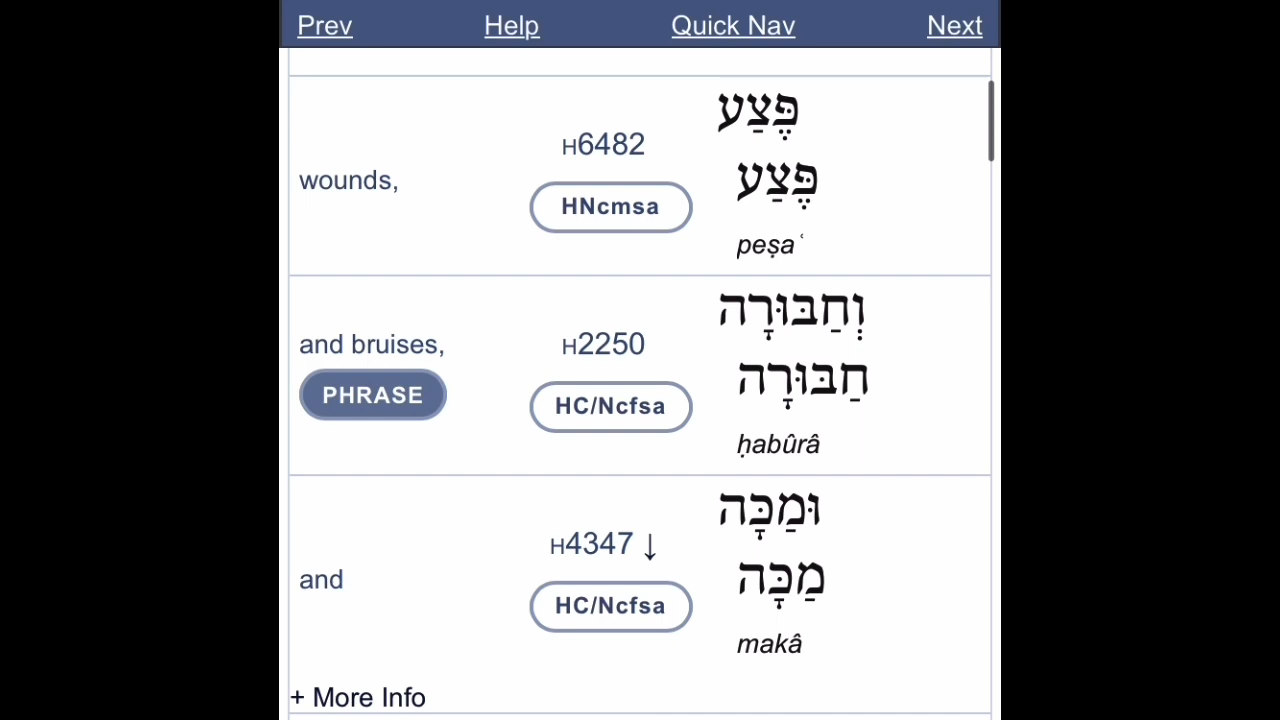 Prev Help Quick Nav Next
wounds,
H6482
HNcmsa
פֶּצַע
פֶּצַע
peṣaʿ
and bruises,
PHRASE
H2250
HC/Ncfsa
וְחַבּוּרָה
חַבּוּרָה
ḥabûrâ
and
H4347 ↓
HC/Ncfsa
וּמַכָּה
מַכָּה
makâ
+ More Info